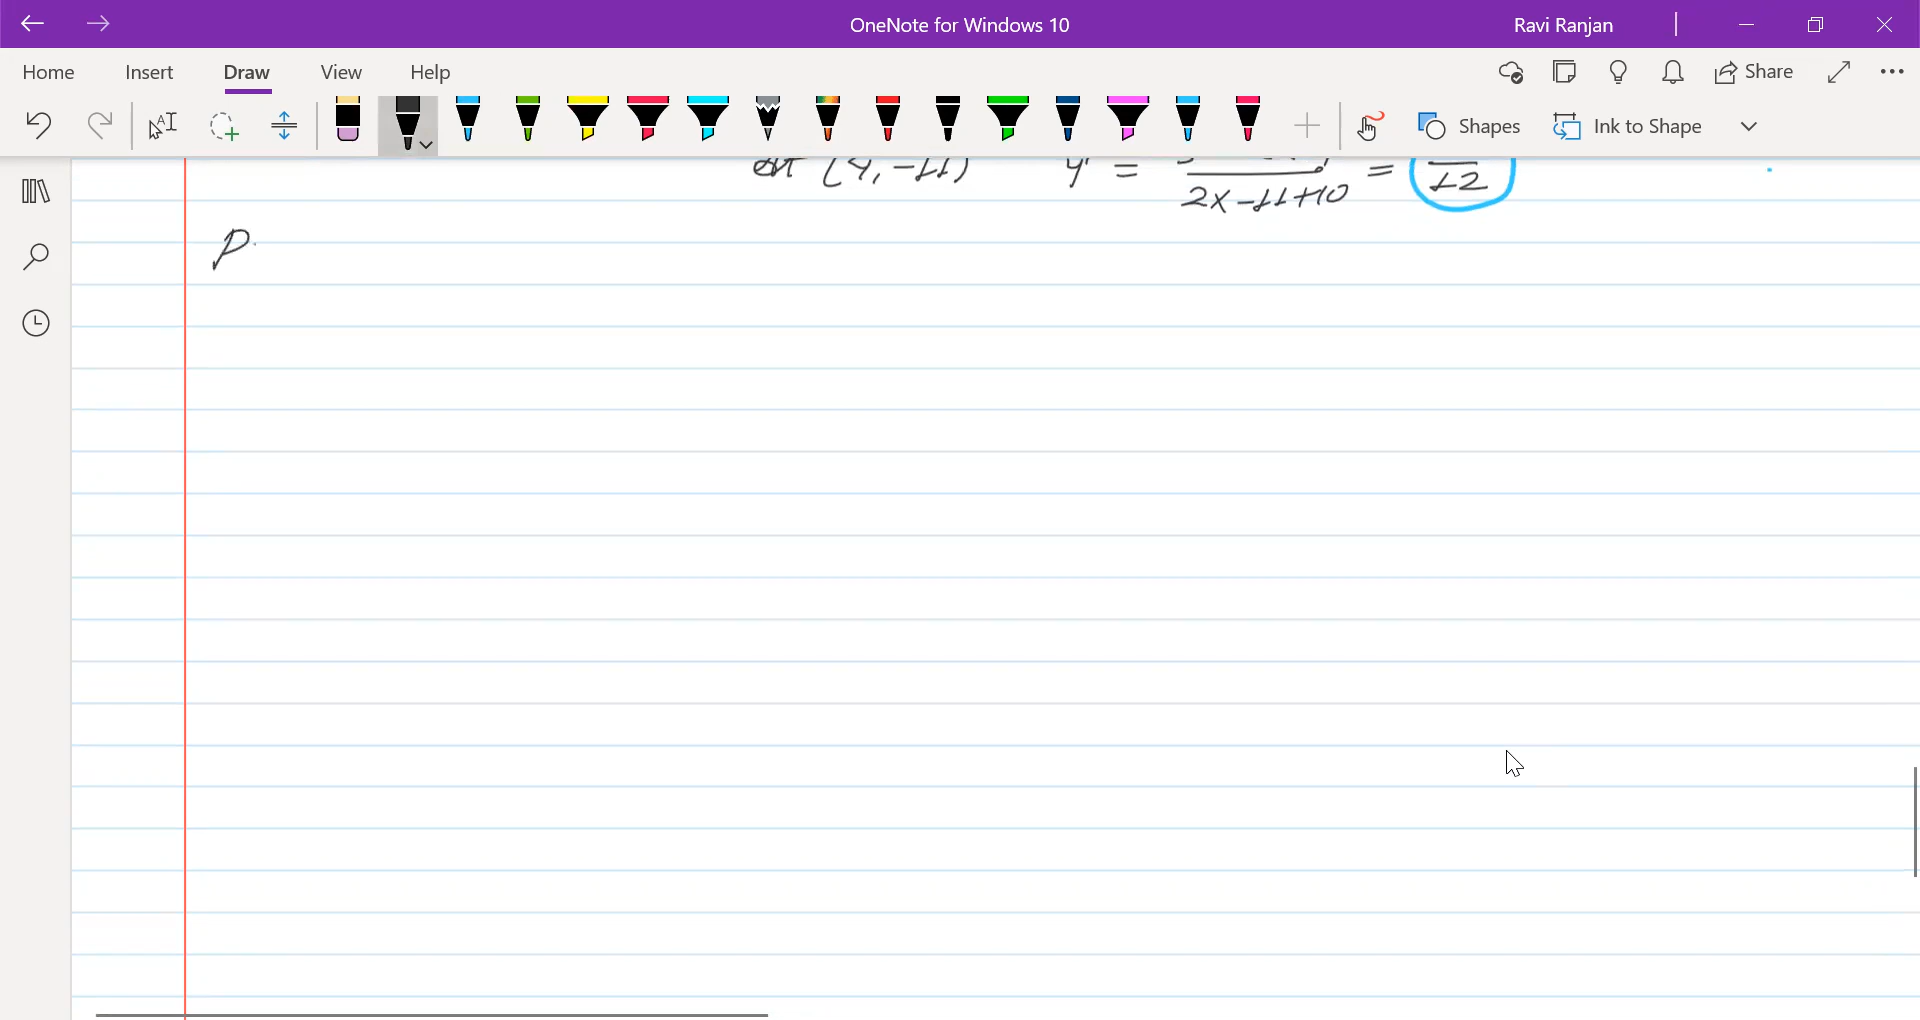 OneNote for Windows 10 Ravi Ranjan
Home Insert Draw View Help Share
Shapes Ink to Shape
at (4, -11) y' = = 12
2x-11+10
P